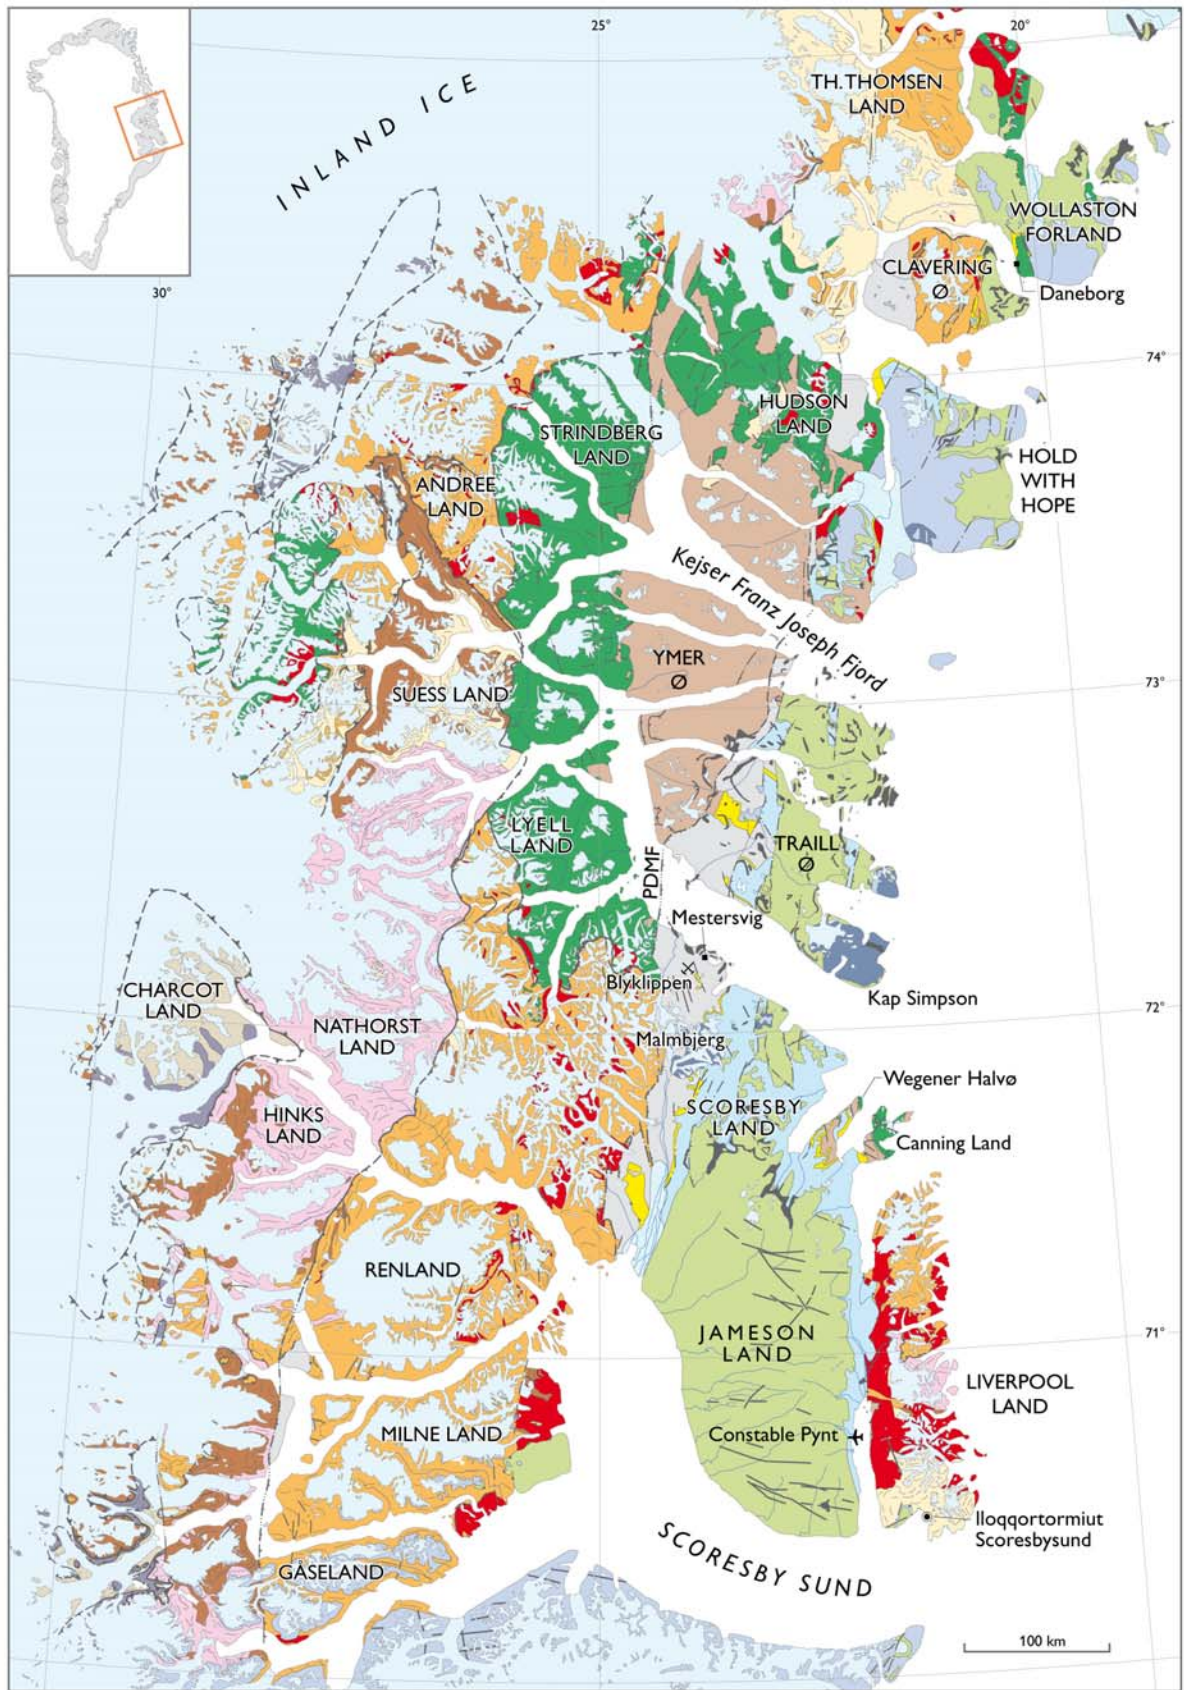 25°
20°
TH. THOMSEN
LAND
INLAND ICE
WOLLASTON
FORLAND
CLAVERING
Ø
Daneborg
30°
74°
HUDSON
LAND
STRINDBERG
LAND
HOLD
WITH
HOPE
ANDREE
LAND
Kejser Franz Joseph Fjord
YMER
Ø
73°
SUESS LAND
LYELL
LAND
TRAILL
Ø
PDMF
Mestersvig
Blyklippen
CHARCOT
LAND
Kap Simpson
72°
NATHORST
LAND
Malmbjerg
Wegener Halvø
SCORESBY
LAND
HINKS
LAND
Canning Land
RENLAND
JAMESON
LAND
71°
LIVERPOOL
LAND
MILNE LAND
Constable Pynt
Iloqqortormiut
Scoresbysund
SCORESBY SUND
GÅSELAND
100 km